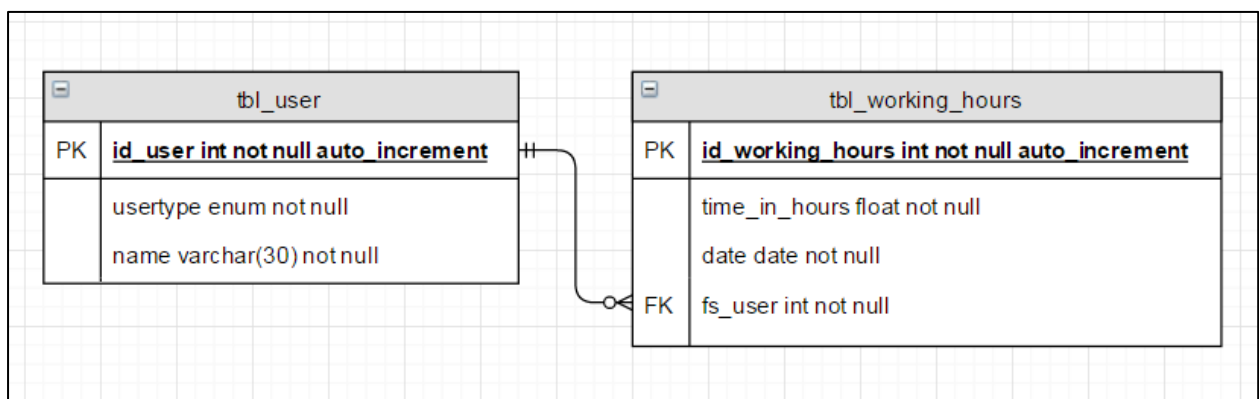 tbl_user
PK id_user int not null auto_increment
usertype enum not null
name varchar(30) not null
tbl_working_hours
PK id_working_hours int not null auto_increment
time_in_hours float not null
date date not null
FK fs_user int not null